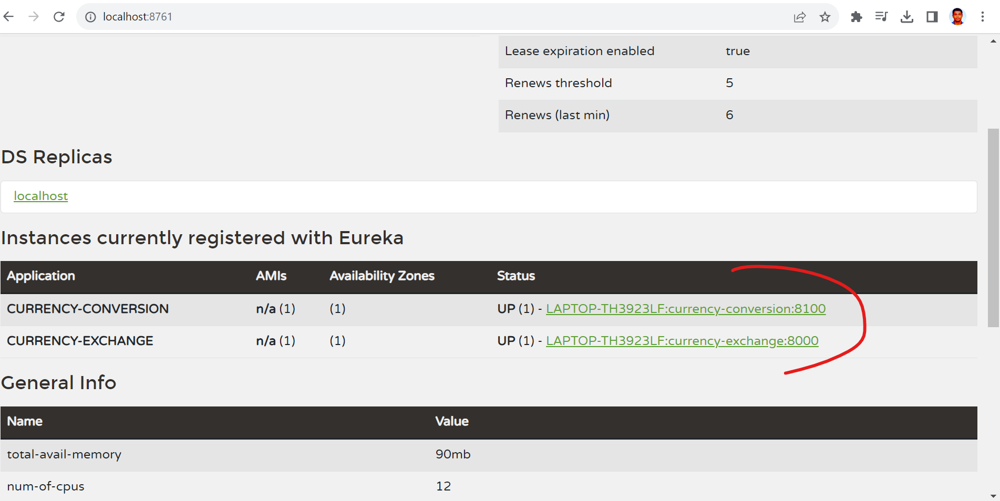 localhost:8761
Lease expiration enabled true
Renews threshold 5
Renews (last min) 6
DS Replicas
localhost
Instances currently registered with Eureka
Application AMIs Availability Zones Status
CURRENCY-CONVERSION n/a (1) (1) UP (1) - LAPTOP-TH3923LF:currency-conversion:8100
CURRENCY-EXCHANGE n/a (1) (1) UP (1) - LAPTOP-TH3923LF:currency-exchange:8000
General Info
Name Value
total-avail-memory 90mb
num-of-cpus 12